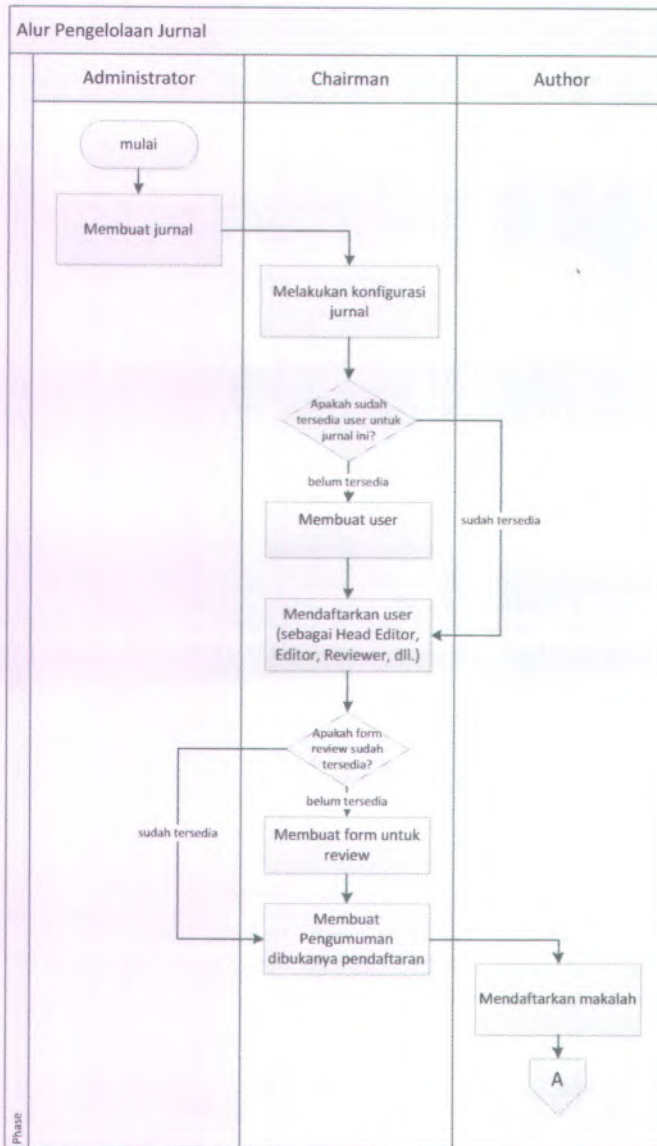 Alur Pengelolaan Jurnal
Administrator
Chairman
Author
mulai
Membuat jurnal
Melakukan konfigurasi
jurnal
Apakah sudah
tersedia user untuk
jurnal ini?
belum tersedia
sudah tersedia
Membuat user
Mendaftarkan user
(sebagai Head Editor,
Editor, Reviewer, dll.)
Apakah form
review sudah
tersedia?
belum tersedia
sudah tersedia
Membuat form untuk
review
Membuat
Pengumuman
dibukanya pendaftaran
Mendaftarkan makalah
A
Phase